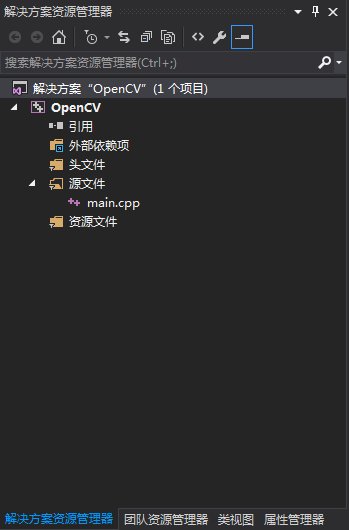 解决方案资源管理器
搜索解决方案资源管理器(Ctrl+;)
解决方案 "OpenCV" (1 个项目)
OpenCV
引用
外部依赖项
头文件
源文件
main.cpp
资源文件
解决方案资源管理器 团队资源管理器 类视图 属性管理器